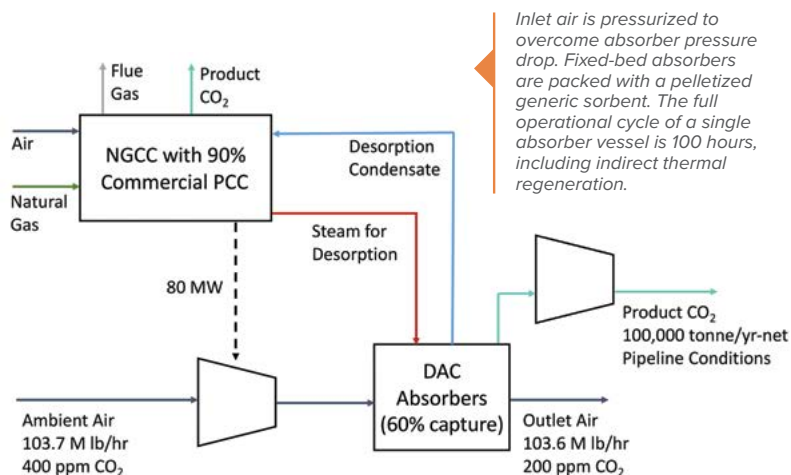 Inlet air is pressurized to
overcome absorber pressure
drop. Fixed-bed absorbers
are packed with a pelletized
generic sorbent. The full
operational cycle of a single
absorber vessel is 100 hours,
including indirect thermal
regeneration.
Flue
Gas
Product
CO₂
Air
Natural
Gas
NGCC with 90%
Commercial PCC
Desorption
Condensate
Steam for
Desorption
80 MW
Product CO₂
100,000 tonne/yr-net
Pipeline Conditions
DAC
Absorbers
(60% capture)
Ambient Air
103.7 M lb/hr
400 ppm CO₂
Outlet Air
103.6 M lb/hr
200 ppm CO₂